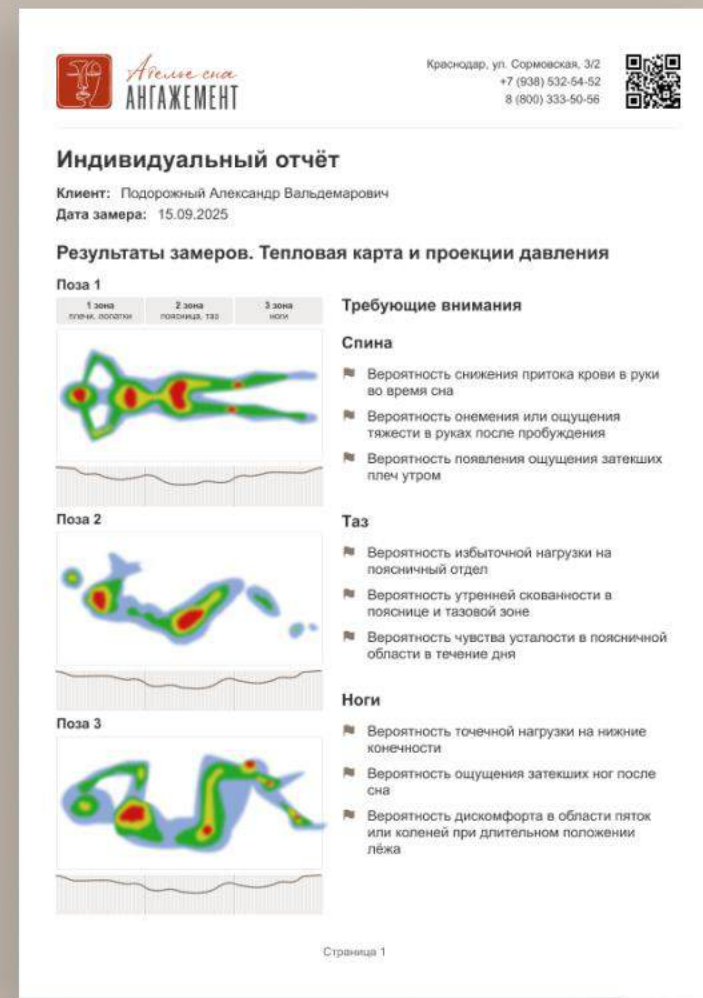 Ателье сна
АНГАЖЕМЕНТ
Краснодар, ул. Сормовская, 3/2
+7 (938) 532-54-52
8 (800) 333-50-56
Индивидуальный отчёт
Клиент: Подорожный Александр Вальдемарович
Дата замера: 15.09.2025
Результаты замеров. Тепловая карта и проекции давления
Поза 1
1 зона
плечи, лопатки
2 зона
поясница, таз
3 зона
ноги
Поза 2
Поза 3
Требующие внимания
Спина
Вероятность снижения притока крови в руки
во время сна
Вероятность онемения или ощущения
тяжести в руках после пробуждения
Вероятность появления ощущения затекших
плеч утром
Таз
Вероятность избыточной нагрузки на
поясничный отдел
Вероятность утренней скованности в
пояснице и тазовой зоне
Вероятность чувства усталости в поясничной
области в течение дня
Ноги
Вероятность точечной нагрузки на нижние
конечности
Вероятность ощущения затекших ног после
сна
Вероятность дискомфорта в области пяток
или коленей при длительном положении
лёжа
Страница 1